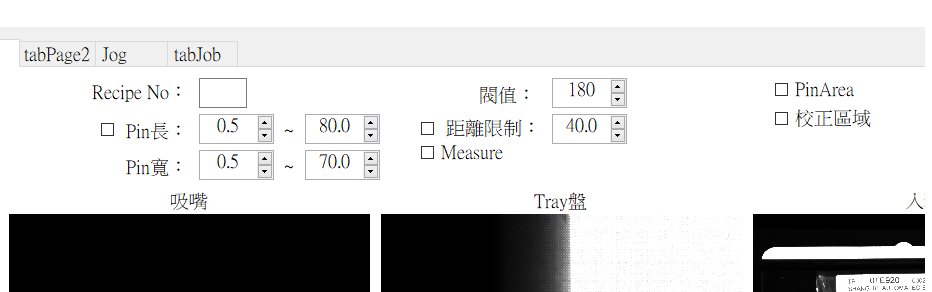 tabPage2 Jog tabJob
Recipe No： 閥值： 180 PinArea
Pin長： 0.5 ~ 80.0 距離限制： 40.0 校正區域
Pin寬： 0.5 ~ 70.0 Measure
吸嘴 Tray盤